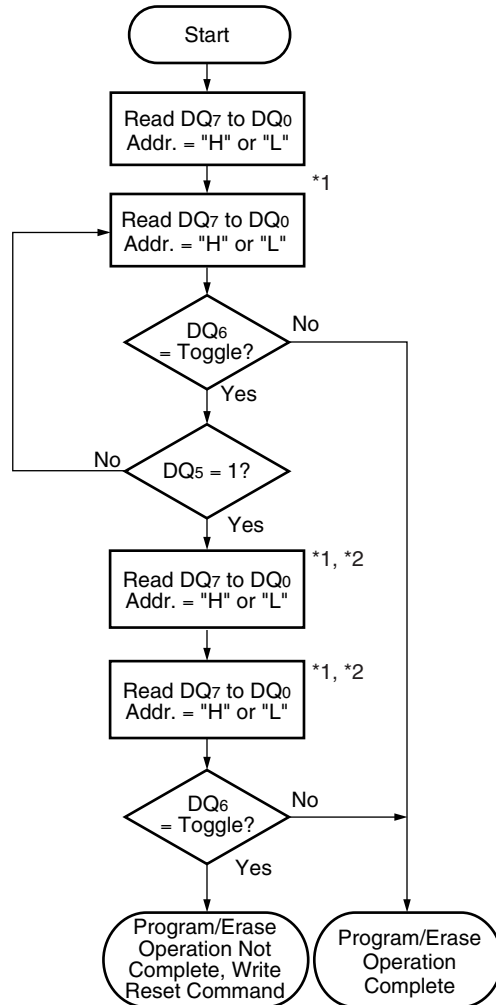 Start
Read DQ7 to DQ0
Addr. = "H" or "L"
*1
Read DQ7 to DQ0
Addr. = "H" or "L"
DQ6
= Toggle?
No
Yes
No
DQ5 = 1?
Yes
*1, *2
Read DQ7 to DQ0
Addr. = "H" or "L"
*1, *2
Read DQ7 to DQ0
Addr. = "H" or "L"
DQ6
= Toggle?
No
Yes
Program/Erase
Operation Not
Complete, Write
Reset Command
Program/Erase
Operation
Complete